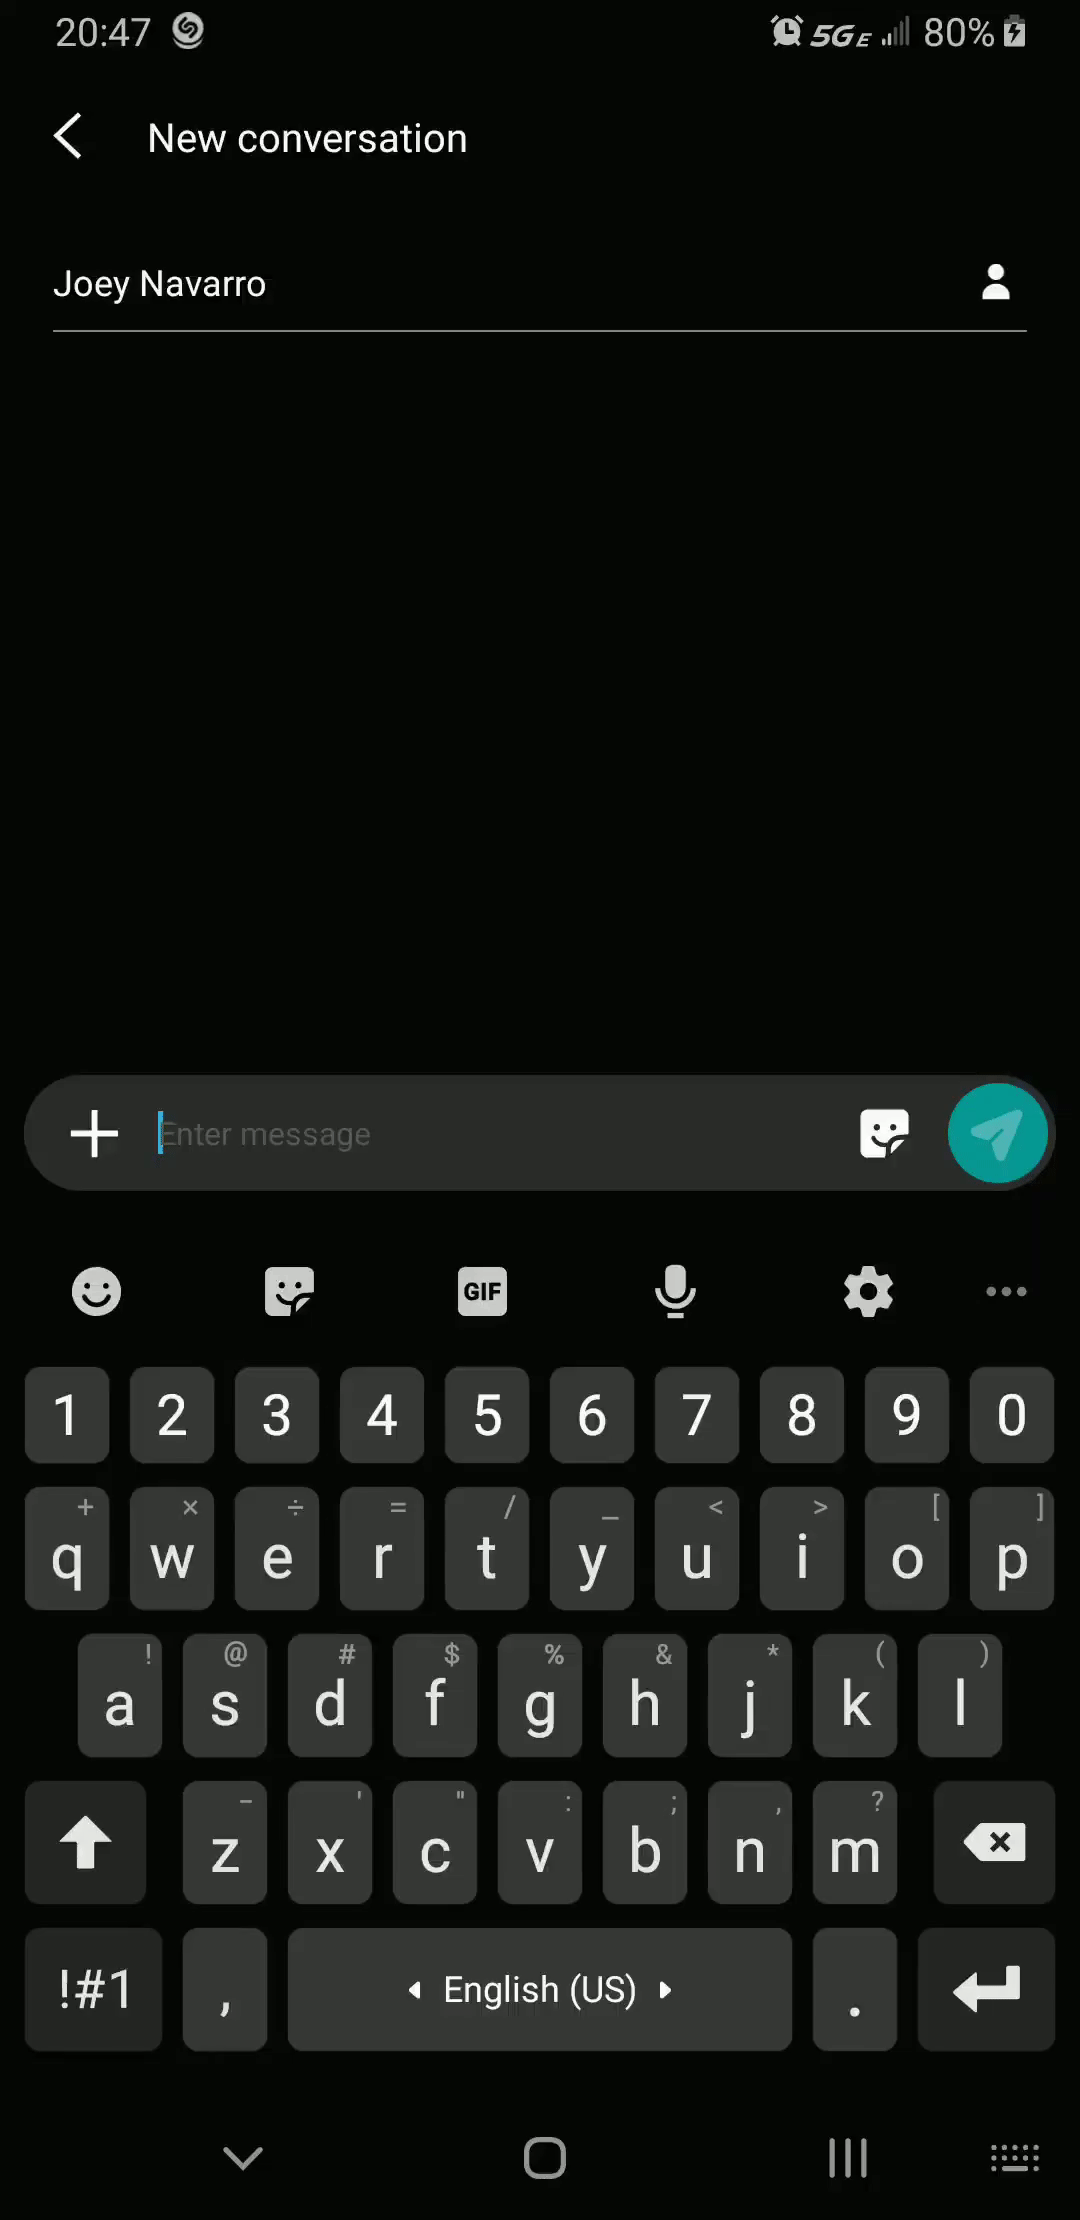 20:47 5GE 80%
New conversation
Joey Navarro
Enter message
GIF
1 2 3 4 5 6 7 8 9 0
+ × ÷ = / _ < > [ ]
q w e r t y u i o p
! @ # $ % & * ( )
a s d f g h j k l
- ' " : ; , ?
z x c v b n m
!#1 , English (US) .